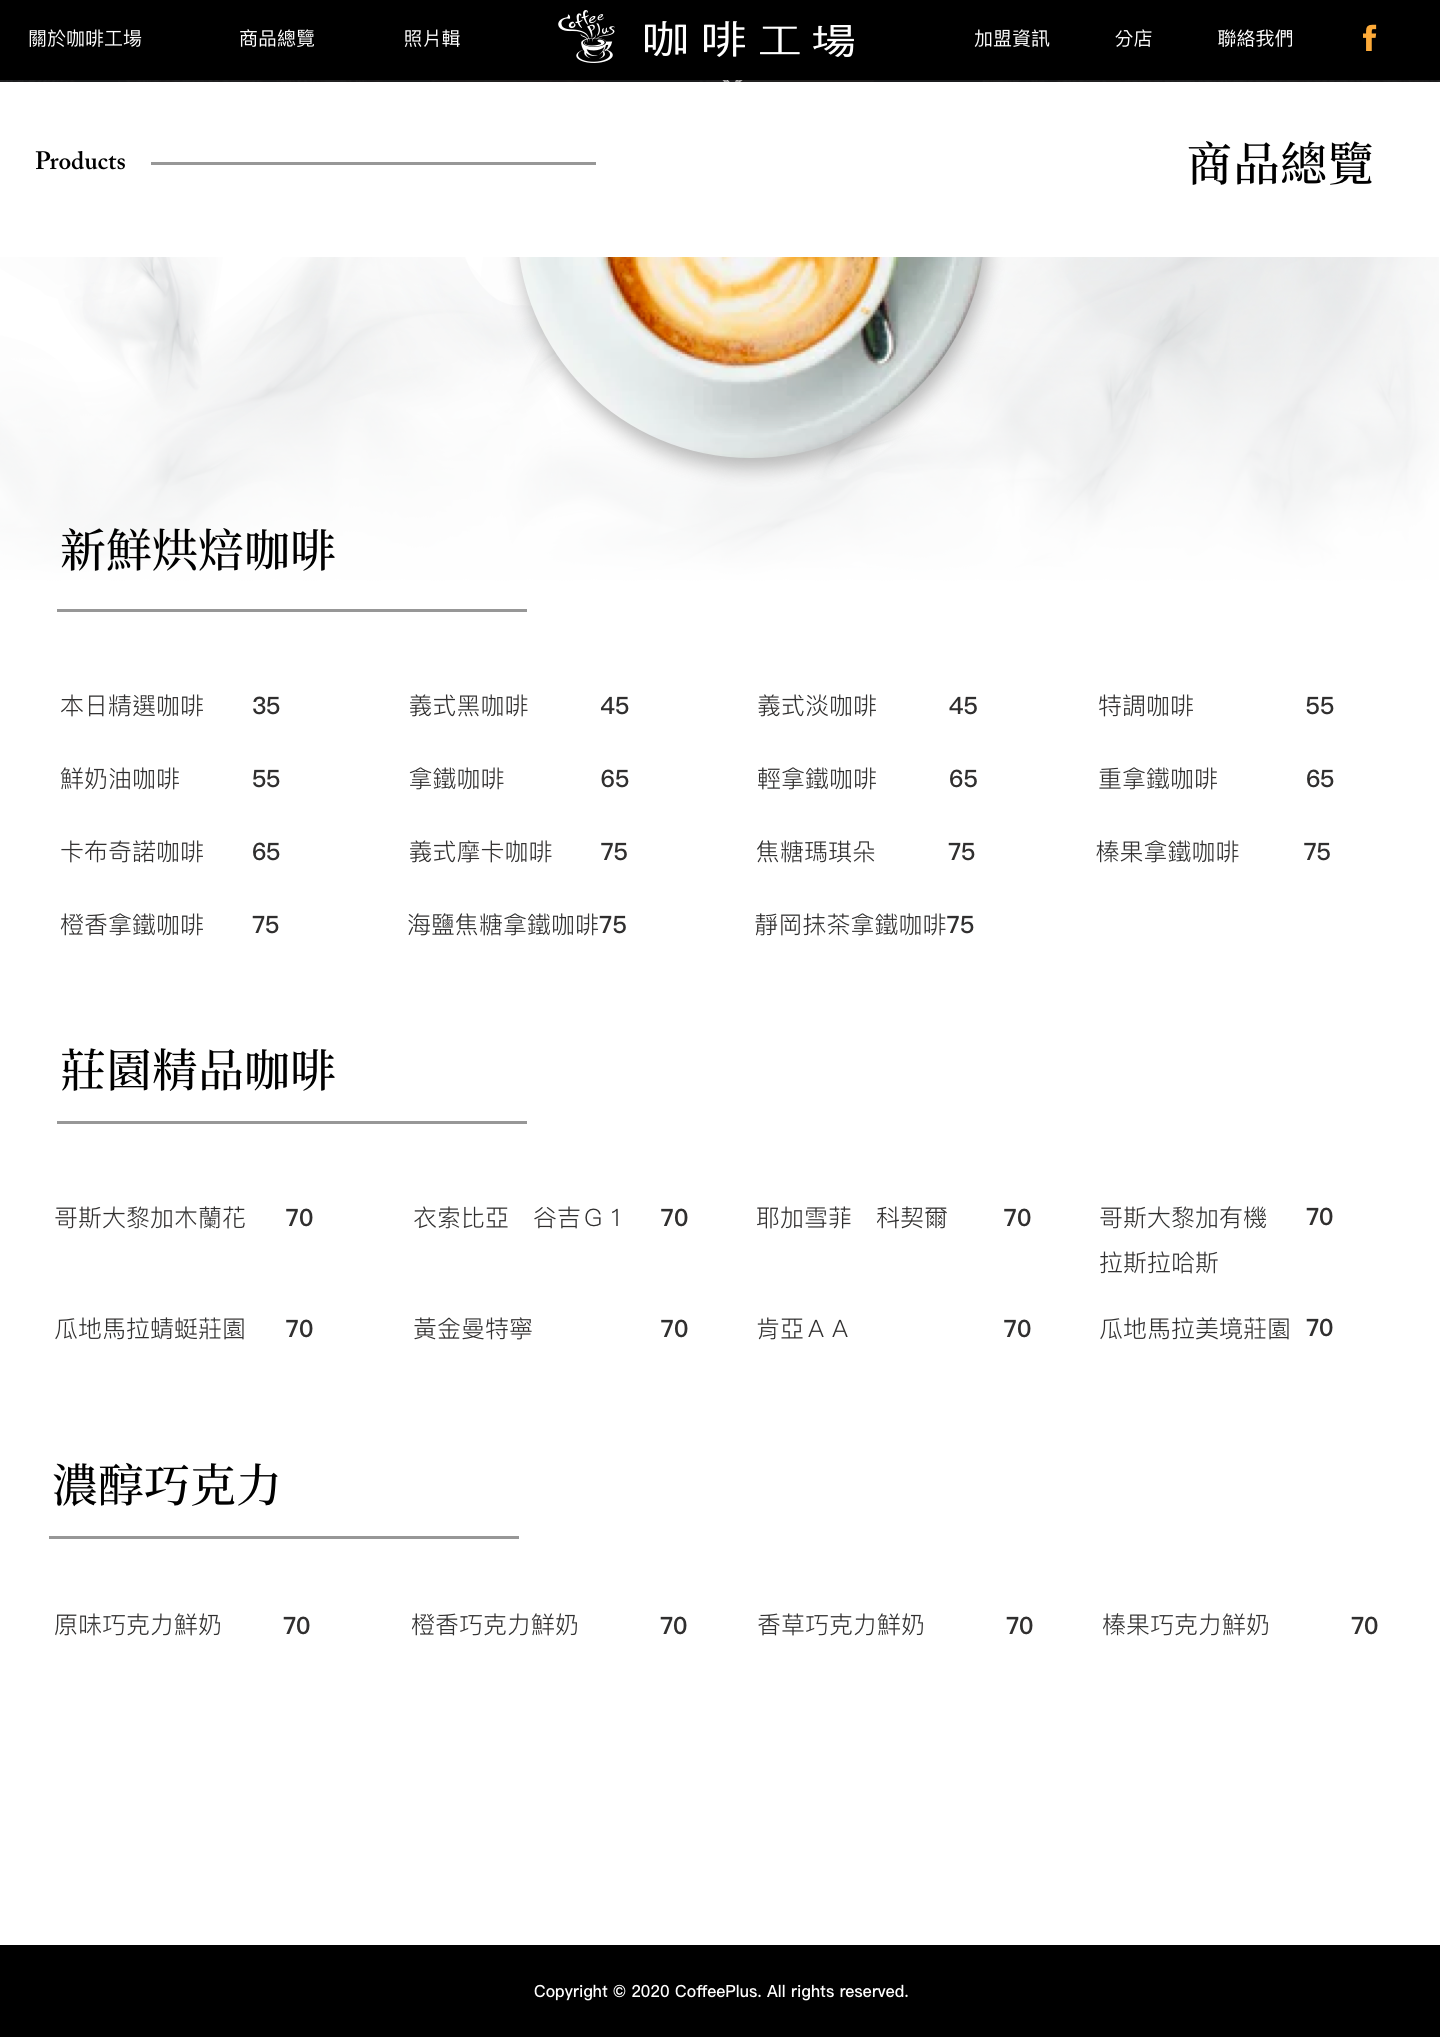 關於咖啡工場 商品總覽 照片輯 Coffee Plus 咖啡工場 加盟資訊 分店 聯絡我們 f
Products 商品總覽
新鮮烘焙咖啡
本日精選咖啡 35 義式黑咖啡 45 義式淡咖啡 45 特調咖啡 55
鮮奶油咖啡 55 拿鐵咖啡 65 輕拿鐵咖啡 65 重拿鐵咖啡 65
卡布奇諾咖啡 65 義式摩卡咖啡 75 焦糖瑪琪朵 75 榛果拿鐵咖啡 75
橙香拿鐵咖啡 75 海鹽焦糖拿鐵咖啡75 靜岡抹茶拿鐵咖啡75
莊園精品咖啡
哥斯大黎加木蘭花 70 衣索比亞　谷吉Ｇ１ 70 耶加雪菲　科契爾 70 哥斯大黎加有機 70
拉斯拉哈斯
瓜地馬拉蜻蜓莊園 70 黃金曼特寧 70 肯亞ＡＡ 70 瓜地馬拉美境莊園 70
濃醇巧克力
原味巧克力鮮奶 70 橙香巧克力鮮奶 70 香草巧克力鮮奶 70 榛果巧克力鮮奶 70
Copyright © 2020 CoffeePlus. All rights reserved.